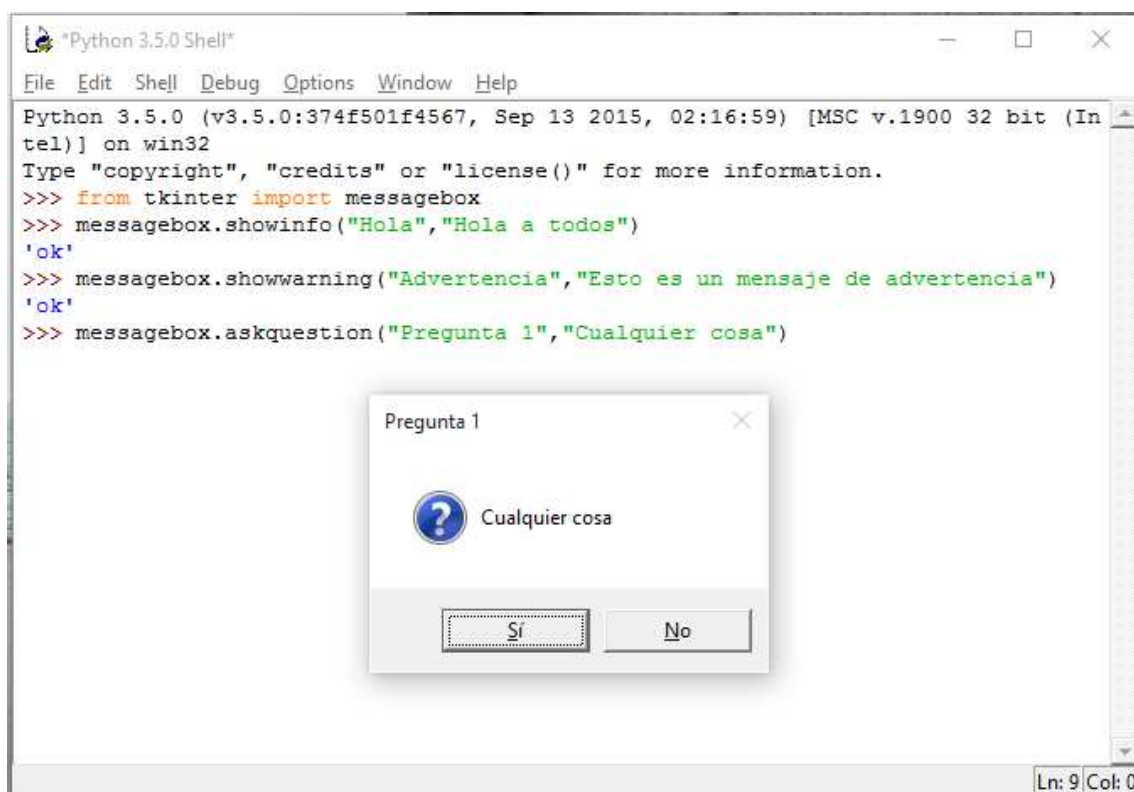 *Python 3.5.0 Shell*
File Edit Shell Debug Options Window Help
Python 3.5.0 (v3.5.0:374f501f4567, Sep 13 2015, 02:16:59) [MSC v.1900 32 bit (In
tel)] on win32
Type "copyright", "credits" or "license()" for more information.
>>> from tkinter import messagebox
>>> messagebox.showinfo("Hola","Hola a todos")
'ok'
>>> messagebox.showwarning("Advertencia","Esto es un mensaje de advertencia")
'ok'
>>> messagebox.askquestion("Pregunta 1","Cualquier cosa")
Pregunta 1
Cualquier cosa
Sí No
Ln: 9 Col: 0